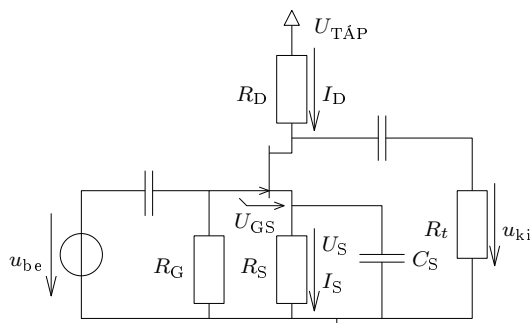 U_TÁP
R_D
I_D
U_GS
R_t
u_ki
u_be
R_G
R_S
U_S
I_S
C_S